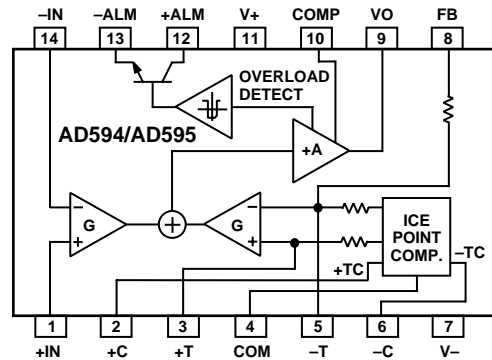 –IN –ALM +ALM V+ COMP VO FB
14 13 12 11 10 9 8
OVERLOAD
DETECT
AD594/AD595
+A
– –
G G
+ +
ICE
POINT
COMP.
–TC
+TC
1 2 3 4 5 6 7
+IN +C +T COM –T –C V–